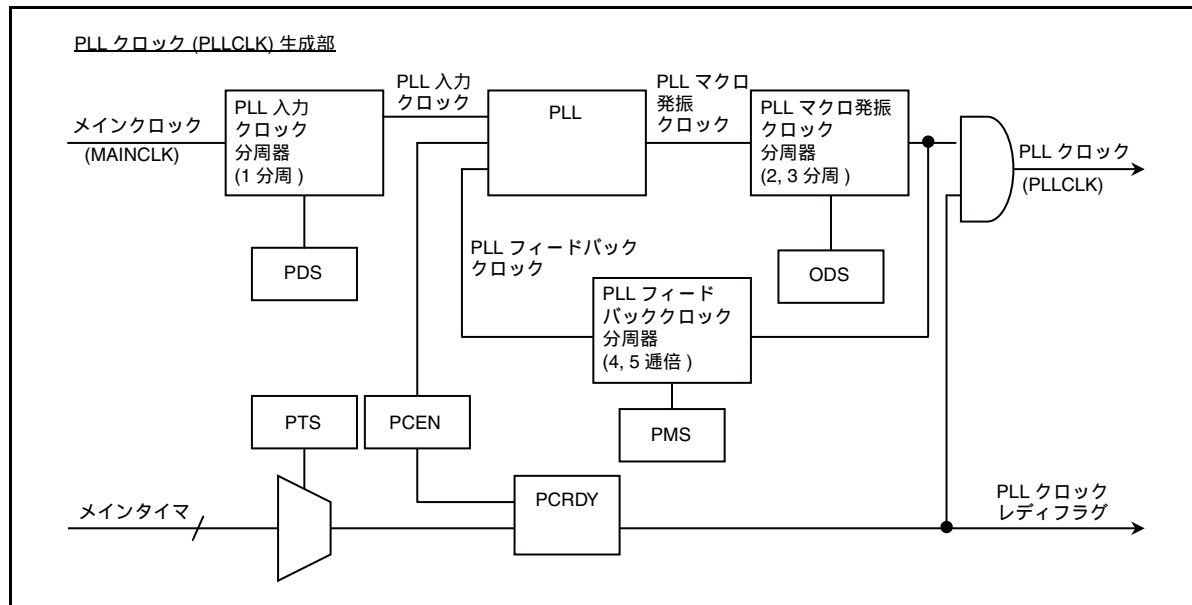 PLL クロック (PLLCLK) 生成部
メインクロック
(MAINCLK)
PLL 入力
クロック
分周器
(1 分周 )
PLL 入力
クロック
PLL
PLL マクロ
発振
クロック
PLL マクロ発振
クロック
分周器
(2, 3 分周 )
PLL クロック
(PLLCLK)
PDS
PLL フィードバック
クロック
ODS
PLL フィード
バッククロック
分周器
(4, 5 逓倍 )
PTS
PCEN
PMS
メインタイマ
PCRDY
PLL クロック
レディフラグ